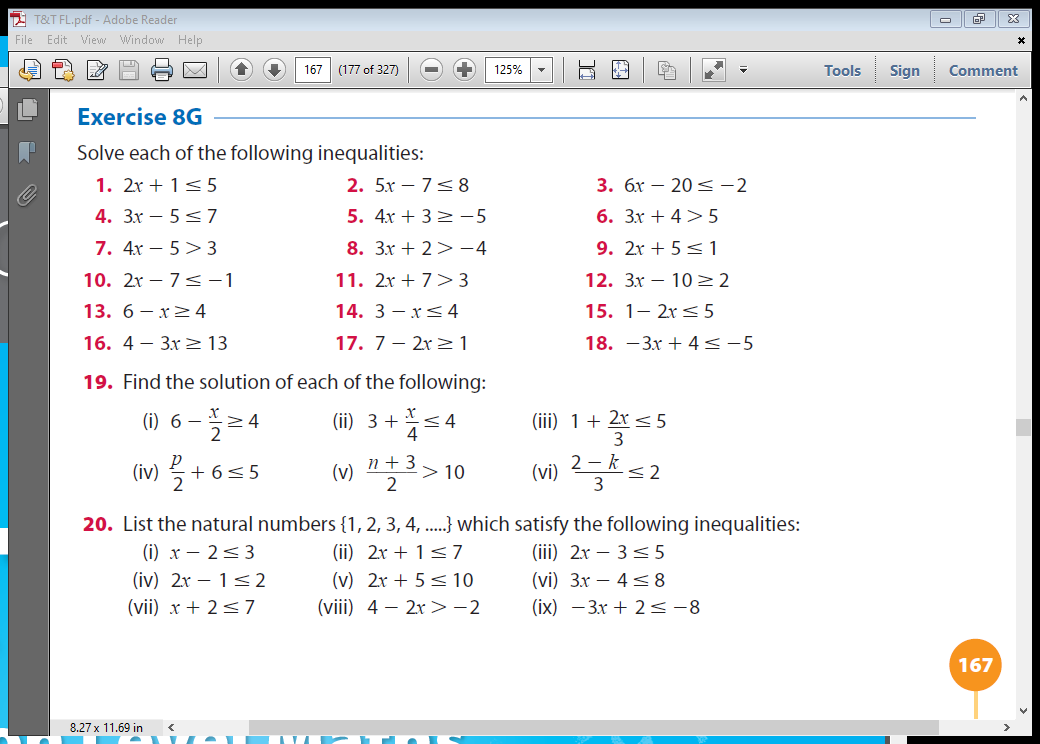 T&T FL.pdf - Adobe Reader
File Edit View Window Help
167 (177 of 327) 125% Tools Sign Comment
Exercise 8G
Solve each of the following inequalities:
1. 2x + 1 ≤ 5 2. 5x − 7 ≤ 8 3. 6x − 20 ≤ −2
4. 3x − 5 ≤ 7 5. 4x + 3 ≥ −5 6. 3x + 4 > 5
7. 4x − 5 > 3 8. 3x + 2 > −4 9. 2x + 5 ≤ 1
10. 2x − 7 ≤ −1 11. 2x + 7 > 3 12. 3x − 10 ≥ 2
13. 6 − x ≥ 4 14. 3 − x ≤ 4 15. 1− 2x ≤ 5
16. 4 − 3x ≥ 13 17. 7 − 2x ≥ 1 18. −3x + 4 ≤ −5
19. Find the solution of each of the following:
(i) 6 − x/2 ≥ 4 (ii) 3 + x/4 ≤ 4 (iii) 1 + 2x/3 ≤ 5
(iv) p/2 + 6 ≤ 5 (v) (n + 3)/2 > 10 (vi) (2 − k)/3 ≤ 2
20. List the natural numbers {1, 2, 3, 4, .....} which satisfy the following inequalities:
(i) x − 2 ≤ 3 (ii) 2x + 1 ≤ 7 (iii) 2x − 3 ≤ 5
(iv) 2x − 1 ≤ 2 (v) 2x + 5 ≤ 10 (vi) 3x − 4 ≤ 8
(vii) x + 2 ≤ 7 (viii) 4 − 2x > −2 (ix) −3x + 2 ≤ −8
167
8.27 x 11.69 in